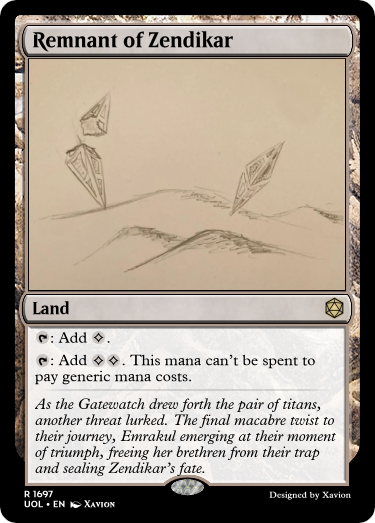 Remnant of Zendikar
Land
: Add .
: Add . This mana can't be spent to
pay generic mana costs.
As the Gatewatch drew forth the pair of titans,
another threat lurked. The final macabre twist to
their journey, Emrakul emerging at their moment
of triumph, freeing her brethren from their trap
and sealing Zendikar's fate.
R 1697
UOL • EN Xavion
Designed by Xavion